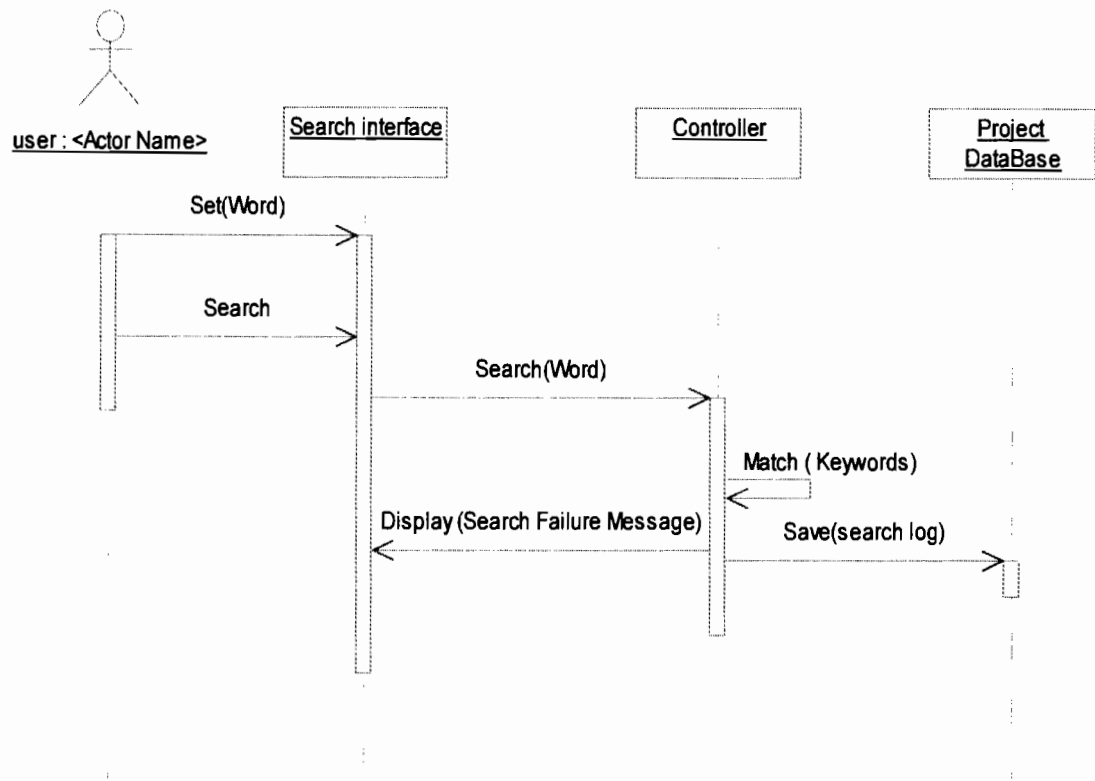 user : <Actor Name>
Search interface
Controller
Project
DataBase
Set(Word)
Search
Search(Word)
Match ( Keywords)
Display (Search Failure Message)
Save(search log)